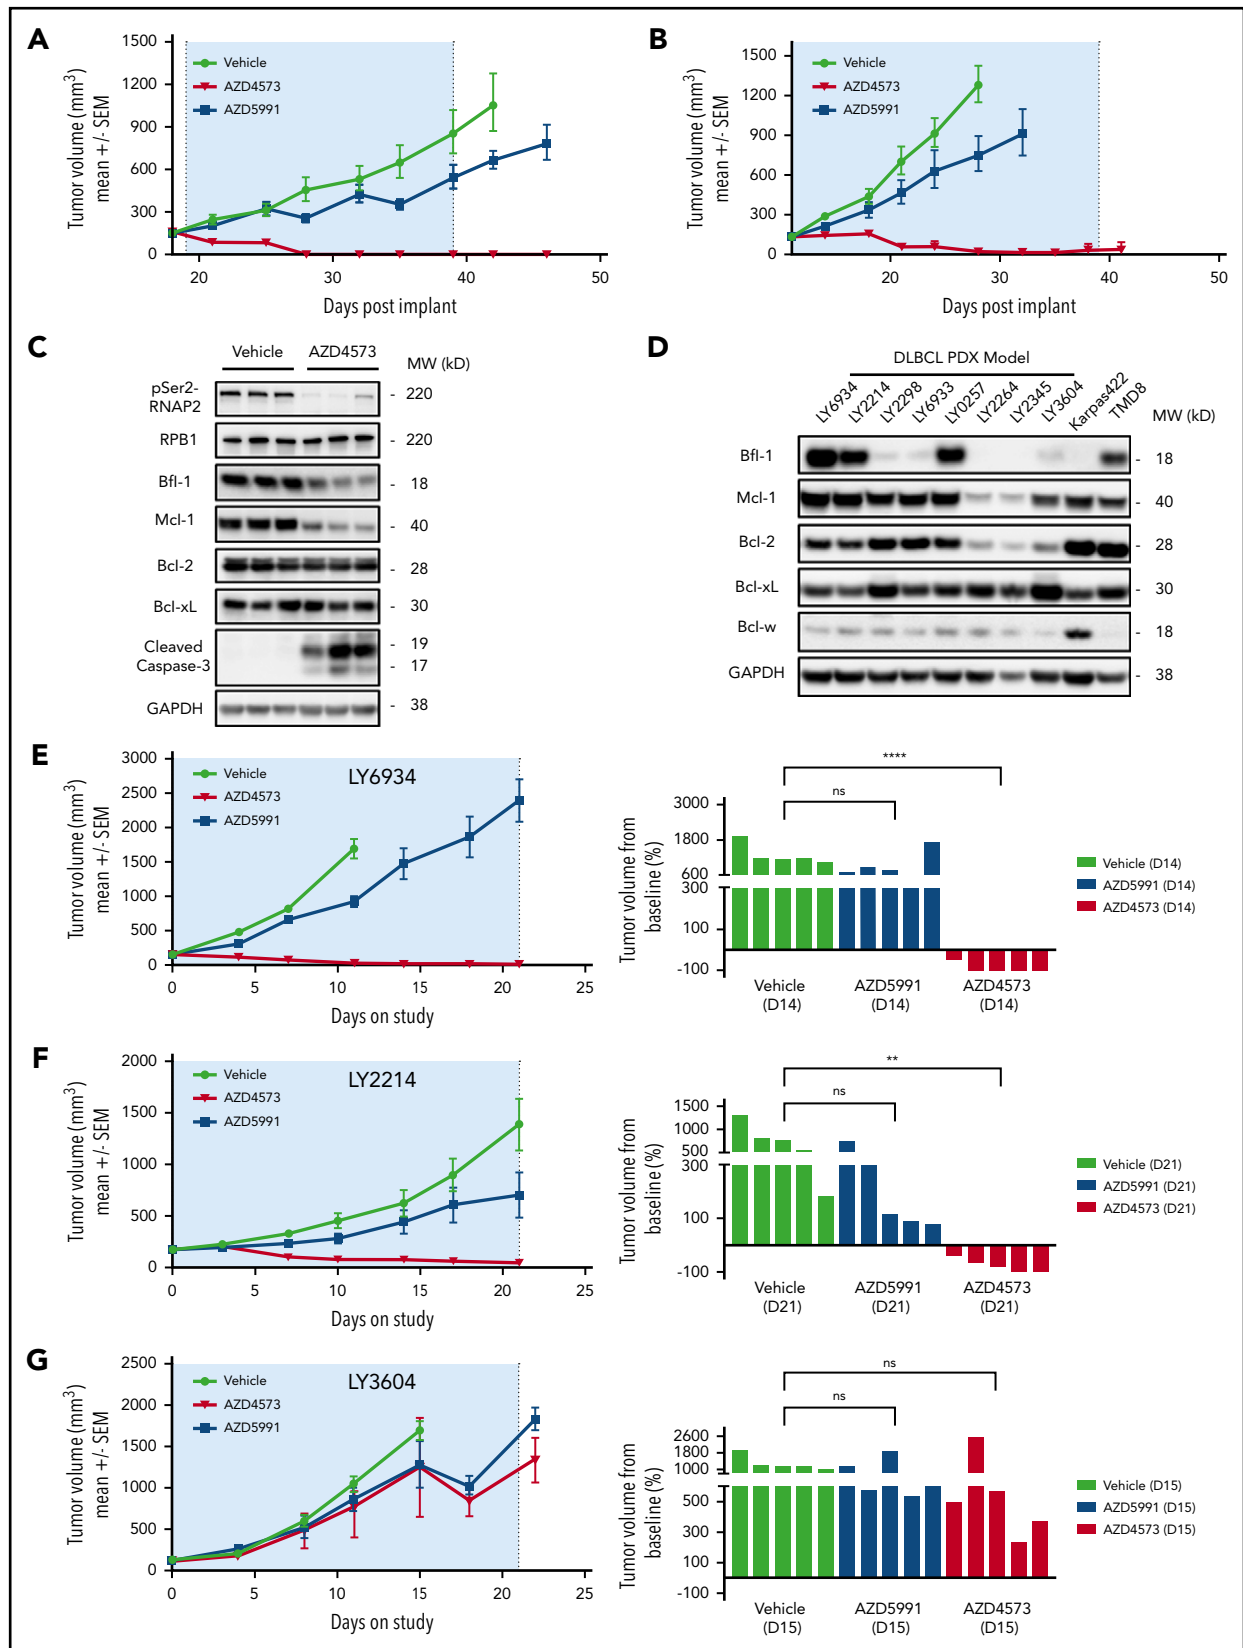 A
Tumor volume (mm3)
mean +/- SEM
1500
1200
900
600
300
0
Vehicle
AZD4573
AZD5991
20
30
40
50
Days post implant
B
Tumor volume (mm3)
mean +/- SEM
1500
1200
900
600
300
0
Vehicle
AZD4573
AZD5991
20
30
40
50
Days post implant
C
Vehicle
AZD4573
MW (kD)
pSer2-
RNAP2
- 220
RPB1
- 220
Bfl-1
- 18
Mcl-1
- 40
Bcl-2
- 28
Bcl-xL
- 30
Cleaved
Caspase-3
- 19
- 17
GAPDH
- 38
D
DLBCL PDX Model
LY6934
LY2214
LY2298
LY6933
LY0257
LY2264
LY2345
LY3604
Karpas422
TMD8
MW (kD)
Bfl-1
- 18
Mcl-1
- 40
Bcl-2
- 28
Bcl-xL
- 30
Bcl-w
- 18
GAPDH
- 38
E
Tumor volume (mm3)
mean +/- SEM
3000
2500
2000
1500
1000
500
0
Vehicle
AZD4573
AZD5991
LY6934
0
5
10
15
20
25
Days on study
Tumor volume from
baseline (%)
3000
1800
600
300
100
-100
****
ns
Vehicle
(D14)
AZD5991
(D14)
AZD4573
(D14)
Vehicle (D14)
AZD5991 (D14)
AZD4573 (D14)
F
Tumor volume (mm3)
mean +/- SEM
2000
1500
1000
500
0
Vehicle
AZD4573
AZD5991
LY2214
0
5
10
15
20
25
Days on study
Tumor volume from
baseline (%)
1500
1000
500
300
100
-100
**
ns
Vehicle
(D21)
AZD5991
(D21)
AZD4573
(D21)
Vehicle (D21)
AZD5991 (D21)
AZD4573 (D21)
G
Tumor volume (mm3)
mean +/- SEM
2500
2000
1500
1000
500
0
Vehicle
AZD4573
AZD5991
LY3604
0
5
10
15
20
25
Days on study
Tumor volume from
baseline (%)
2600
1800
1000
500
300
100
-100
ns
ns
Vehicle
(D15)
AZD5991
(D15)
AZD4573
(D15)
Vehicle (D15)
AZD5991 (D15)
AZD4573 (D15)